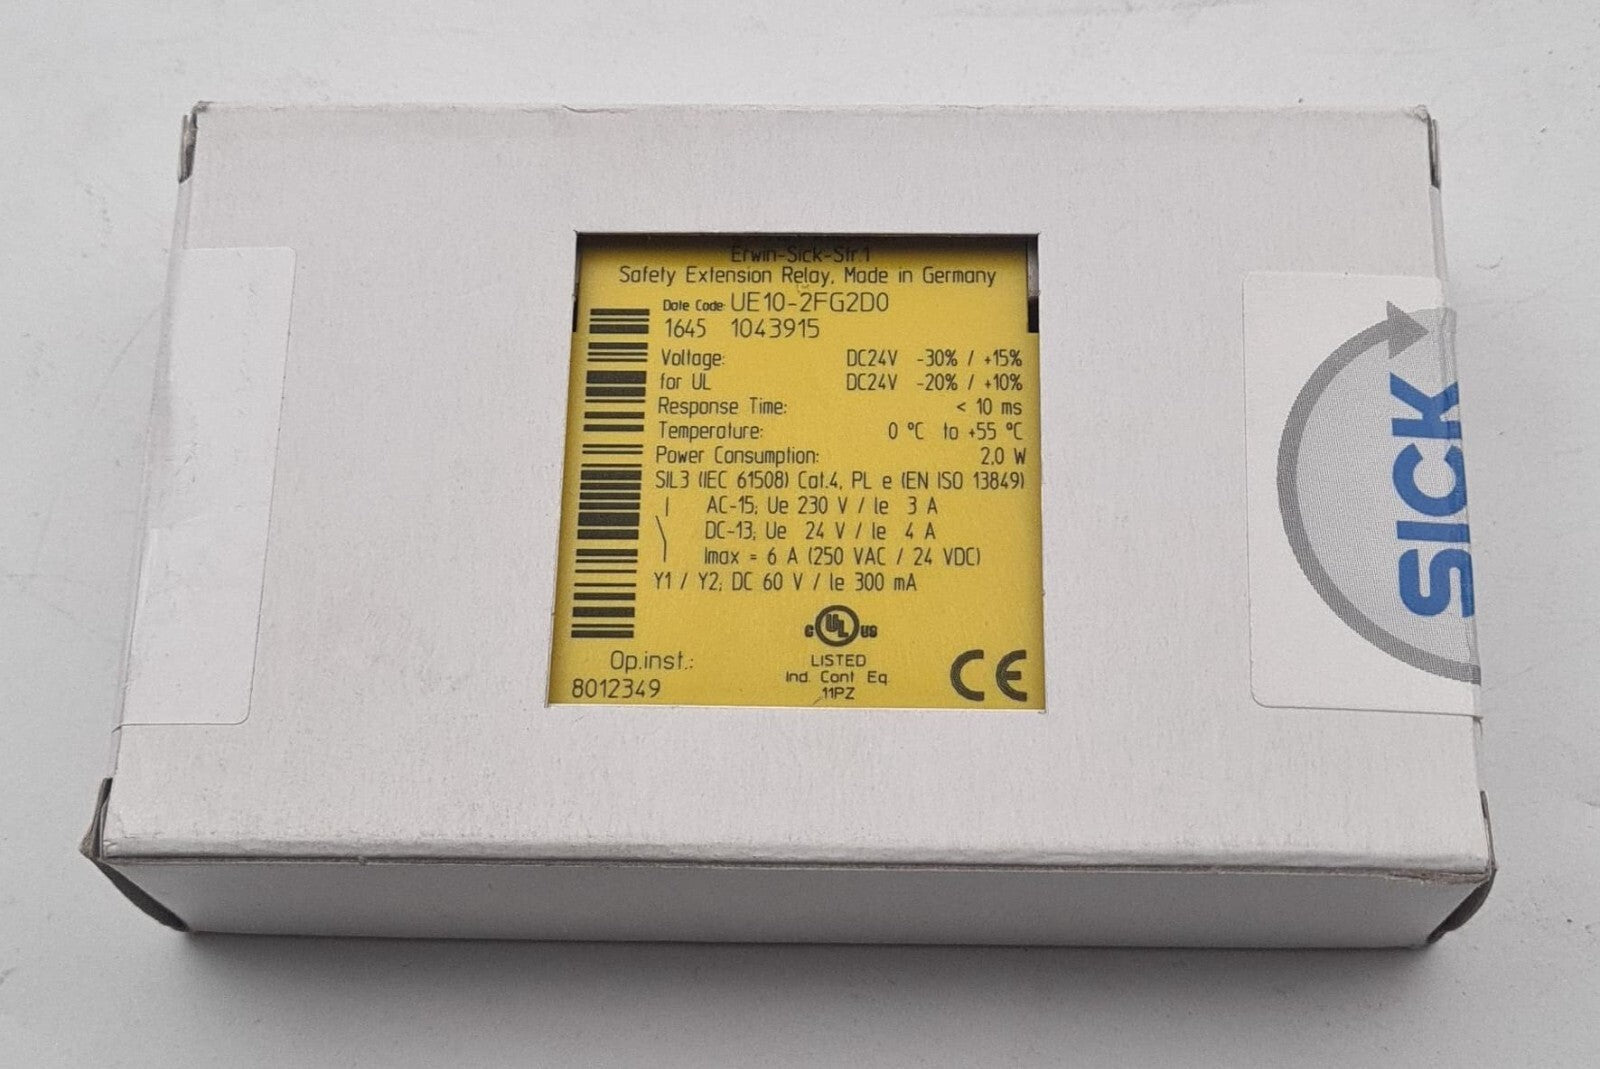 Erwin-Sick-Str.1
Safety Extension Relay, Made in Germany
Date Code: UE10-2FG2D0
1645 1043915
Voltage: DC24V -30% / +15%
for UL DC24V -20% / +10%
Response Time: < 10 ms
Temperature: 0 °C to +55 °C
Power Consumption: 2,0 W
SIL3 (IEC 61508) Cat.4, PL e (EN ISO 13849)
AC-15; Ue 230 V / Ie 3 A
DC-13; Ue 24 V / Ie 4 A
Imax = 6 A (250 VAC / 24 VDC)
Y1 / Y2; DC 60 V / Ie 300 mA
c UL us
LISTED
Ind. Cont Eq
11PZ
Op.inst.:
8012349
CE
SICK